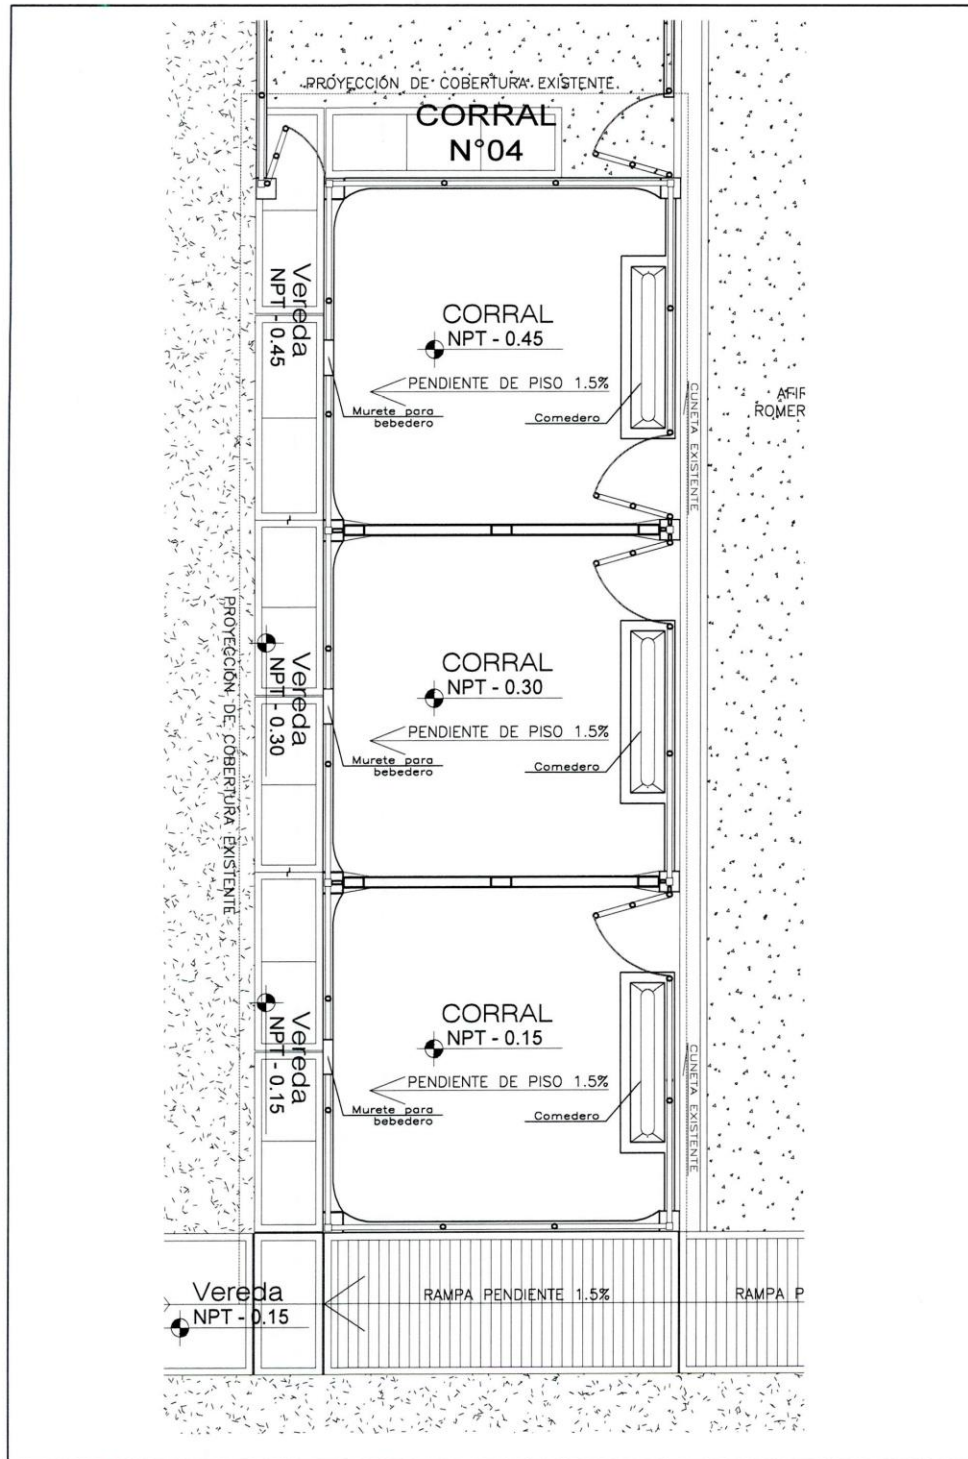 PROYECCIÓN DE COBERTURA EXISTENTE
CORRAL
N°04
Vereda
NPT - 0.45
CORRAL
NPT - 0.45
PENDIENTE DE PISO 1.5%
Murete para
bebedero
Comedero
CUNETA EXISTENTE
AFIR
ROMER
PROYECCIÓN DE COBERTURA EXISTENTE
Vereda
NPT - 0.30
CORRAL
NPT - 0.30
PENDIENTE DE PISO 1.5%
Murete para
bebedero
Comedero
Vereda
NPT - 0.15
CORRAL
NPT - 0.15
PENDIENTE DE PISO 1.5%
Murete para
bebedero
Comedero
CUNETA EXISTENTE
Vereda
NPT - 0.15
RAMPA PENDIENTE 1.5%
RAMPA P